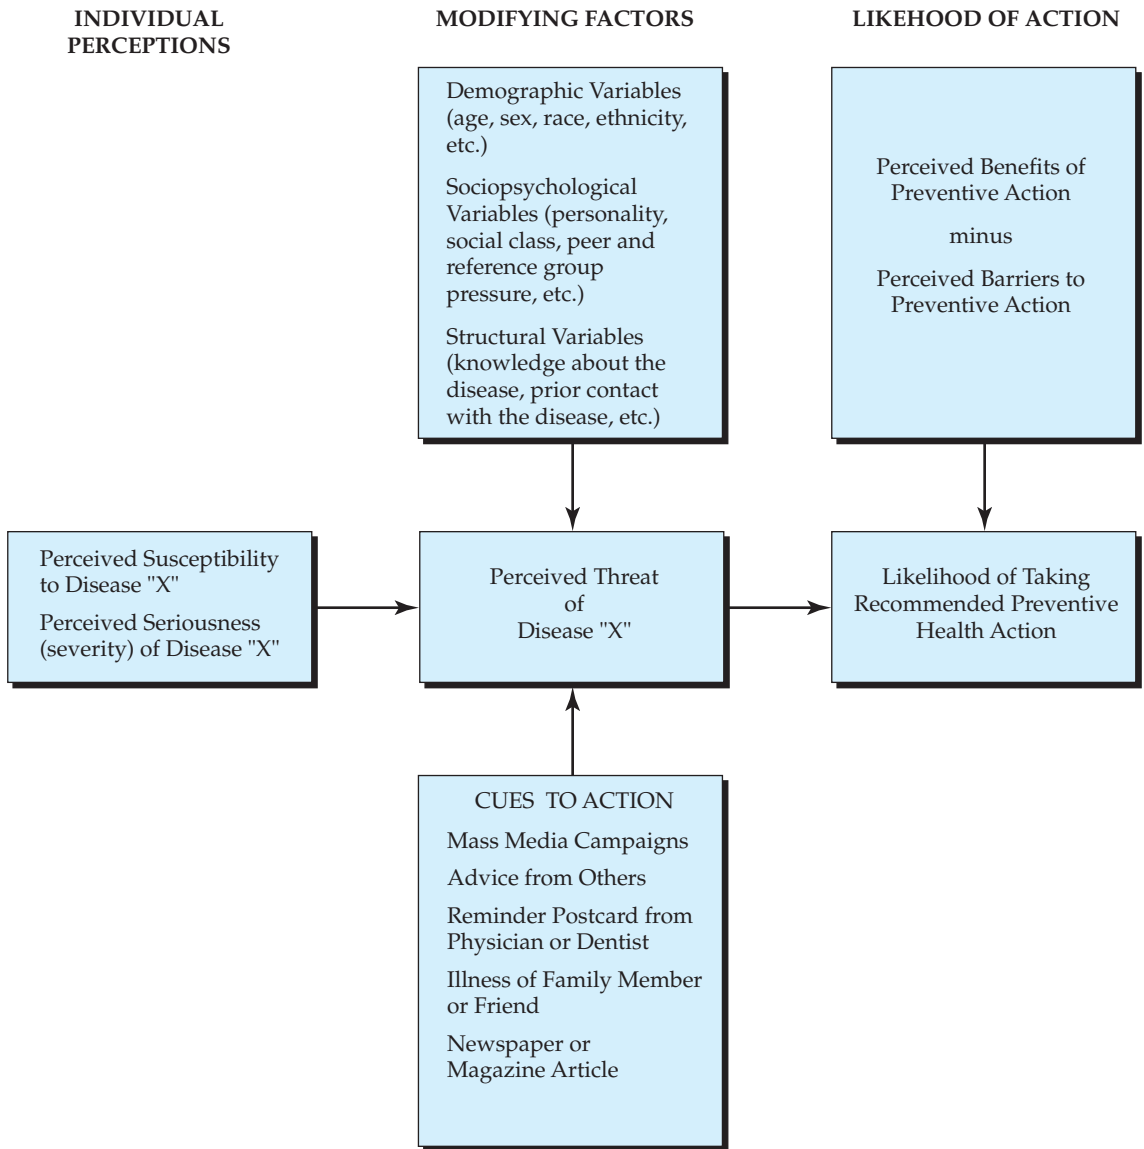 INDIVIDUAL
PERCEPTIONS
MODIFYING FACTORS
LIKEHOOD OF ACTION
Demographic Variables
(age, sex, race, ethnicity,
etc.)
Sociopsychological
Variables (personality,
social class, peer and
reference group
pressure, etc.)
Structural Variables
(knowledge about the
disease, prior contact
with the disease, etc.)
Perceived Benefits of
Preventive Action
minus
Perceived Barriers to
Preventive Action
Perceived Susceptibility
to Disease "X"
Perceived Seriousness
(severity) of Disease "X"
Perceived Threat
of
Disease "X"
Likelihood of Taking
Recommended Preventive
Health Action
CUES TO ACTION
Mass Media Campaigns
Advice from Others
Reminder Postcard from
Physician or Dentist
Illness of Family Member
or Friend
Newspaper or
Magazine Article